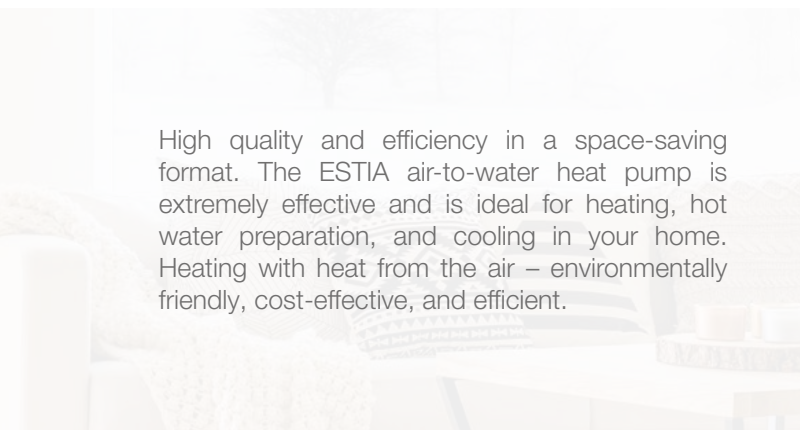 High quality and efficiency in a space-saving
format. The ESTIA air-to-water heat pump is
extremely effective and is ideal for heating, hot
water preparation, and cooling in your home.
Heating with heat from the air – environmentally
friendly, cost-effective, and efficient.